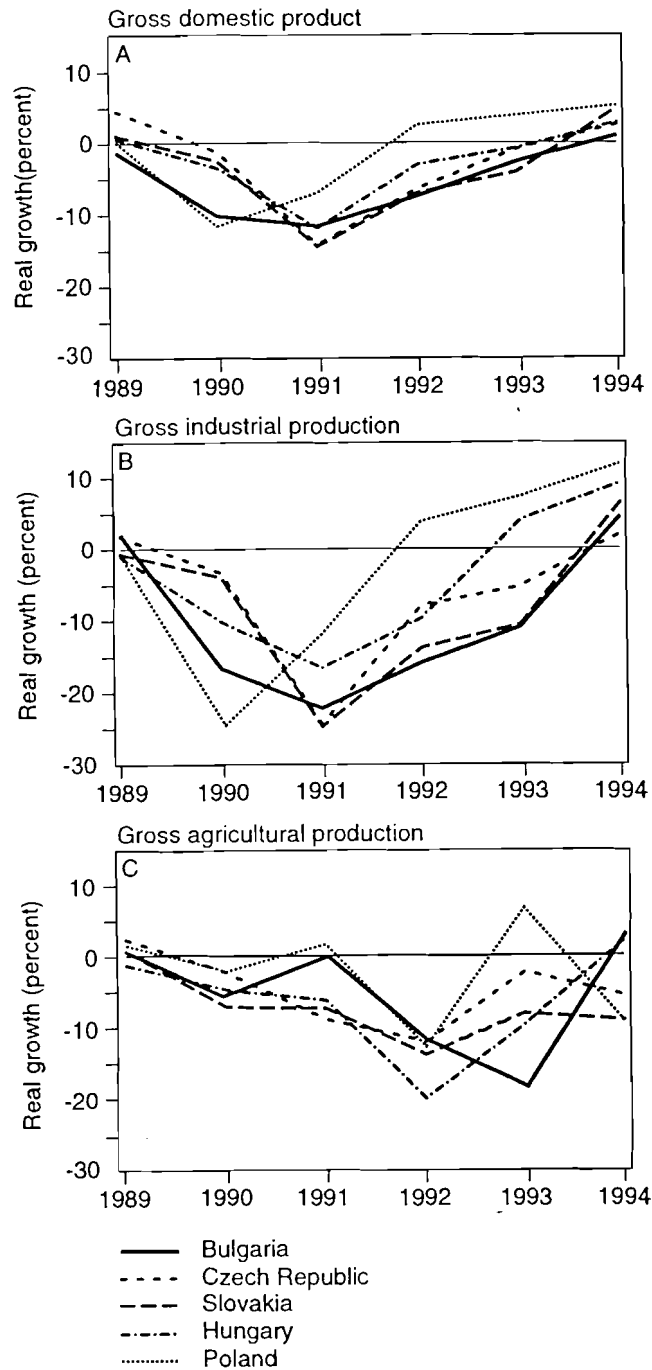 Gross domestic product
A
Real growth(percent)
10
0
-10
-20
-30
1989 1990 1991 1992 1993 1994
Gross industrial production
B
Real growth (percent)
10
0
-10
-20
-30
1989 1990 1991 1992 1993 1994
Gross agricultural production
C
Real growth (percent)
10
0
-10
-20
-30
1989 1990 1991 1992 1993 1994
Bulgaria
Czech Republic
Slovakia
Hungary
Poland